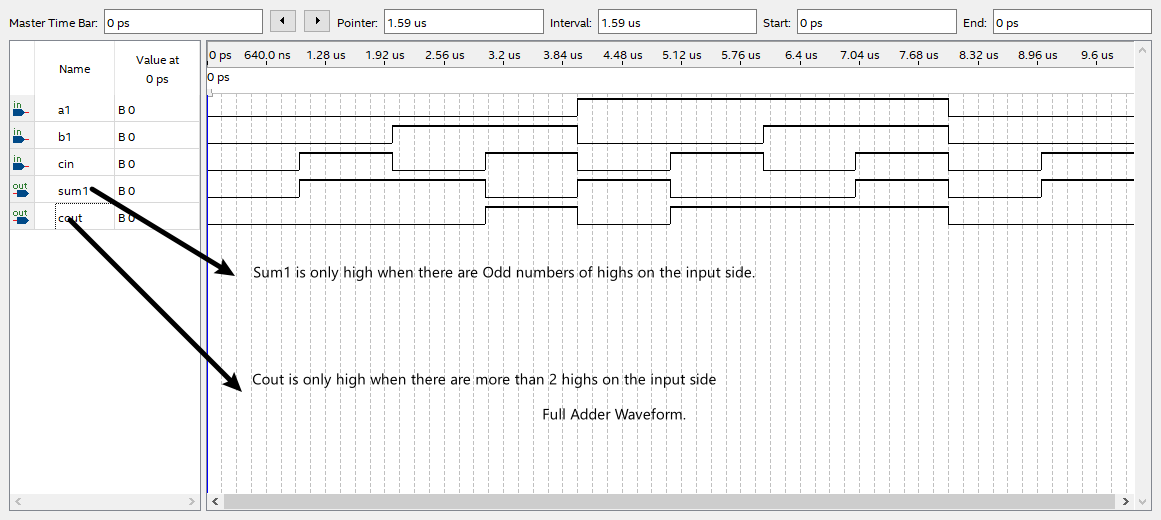 Master Time Bar: 0 ps Pointer: 1.59 us Interval: 1.59 us Start: 0 ps End: 0 ps
Name Value at 0 ps
0 ps 640.0 ns 1.28 us 1.92 us 2.56 us 3.2 us 3.84 us 4.48 us 5.12 us 5.76 us 6.4 us 7.04 us 7.68 us 8.32 us 8.96 us 9.6 us
0 ps
in a1 B 0
in b1 B 0
in cin B 0
out sum1 B 0
out cout B 0
Sum1 is only high when there are Odd numbers of highs on the input side.
Cout is only high when there are more than 2 highs on the input side
Full Adder Waveform.